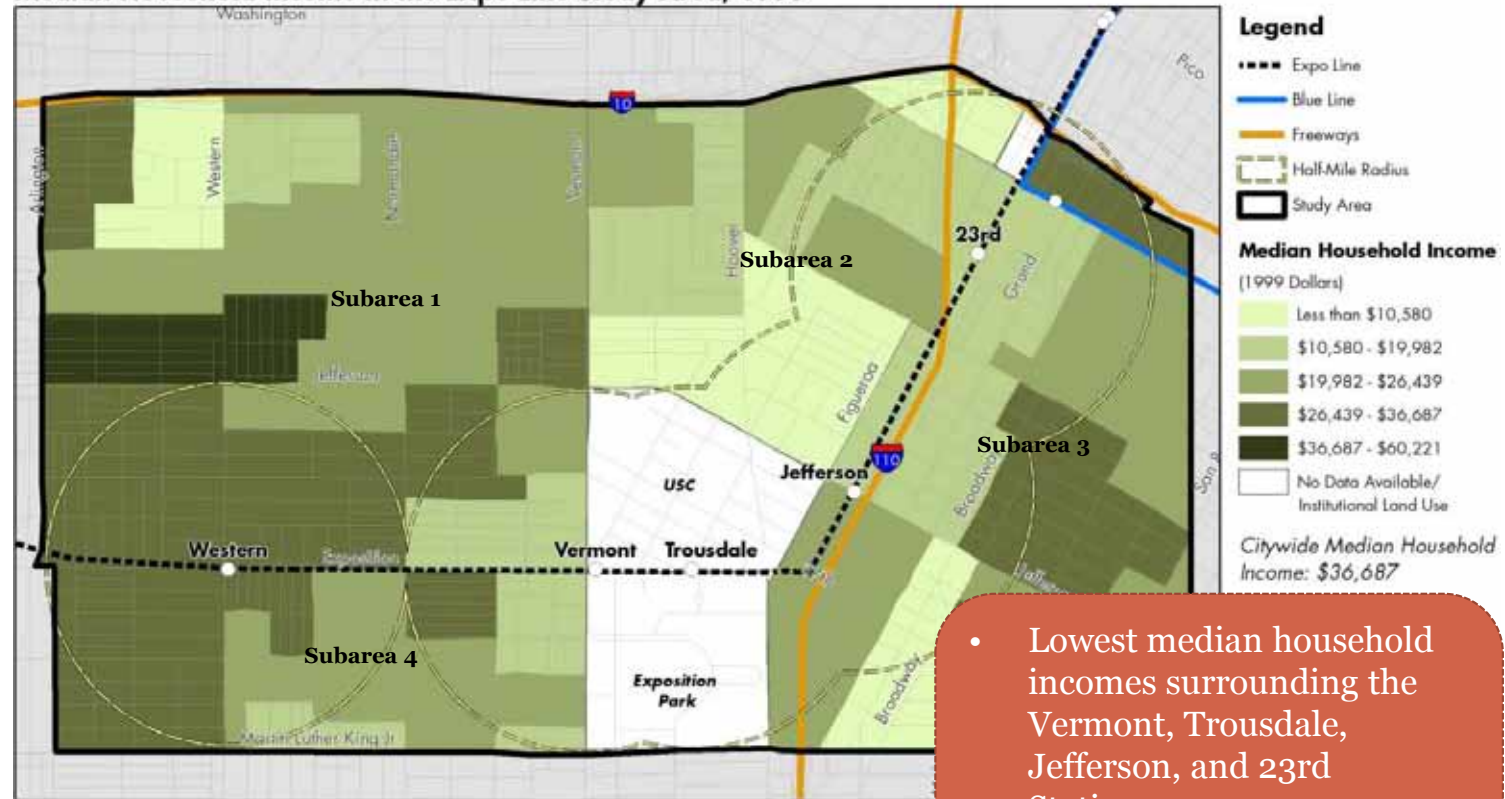 Washington
Pico
10
Arlington
Western
Normandie
Vermont
Hoover
Subarea 2
23rd
Grand
Subarea 1
Jefferson
Figueroa
Subarea 3
Jefferson
110
USC
Broadway
San P
Western
Exposition
Vermont
Trousdale
Jefferson
Subarea 4
Exposition
Park
Broadway
Martin Luther King Jr
Legend
Expo Line
Blue Line
Freeways
Half-Mile Radius
Study Area
Median Household Income
(1999 Dollars)
Less than $10,580
$10,580 - $19,982
$19,982 - $26,439
$26,439 - $36,687
$36,687 - $60,221
No Data Available/
Institutional Land Use
Citywide Median Household
Income: $36,687
• Lowest median household
incomes surrounding the
Vermont, Trousdale,
Jefferson, and 23rd